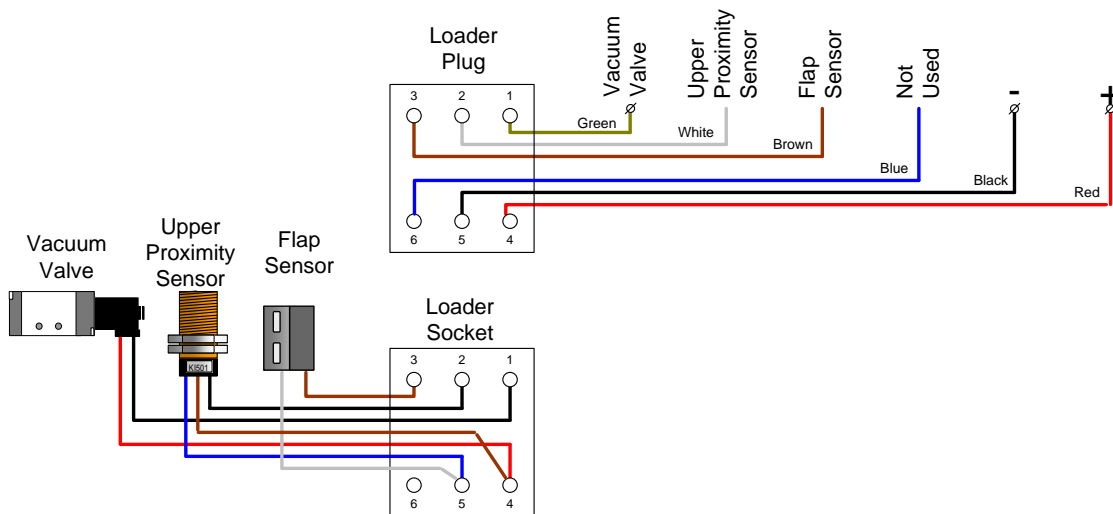 Loader
Plug
Vacuum
Valve
Upper
Proximity
Sensor
Flap
Sensor
Not
Used
-
+
3
2
1
Green
White
Brown
Blue
Black
Red
6
5
4
Vacuum
Valve
Upper
Proximity
Sensor
Flap
Sensor
Loader
Socket
KI501
3
2
1
6
5
4